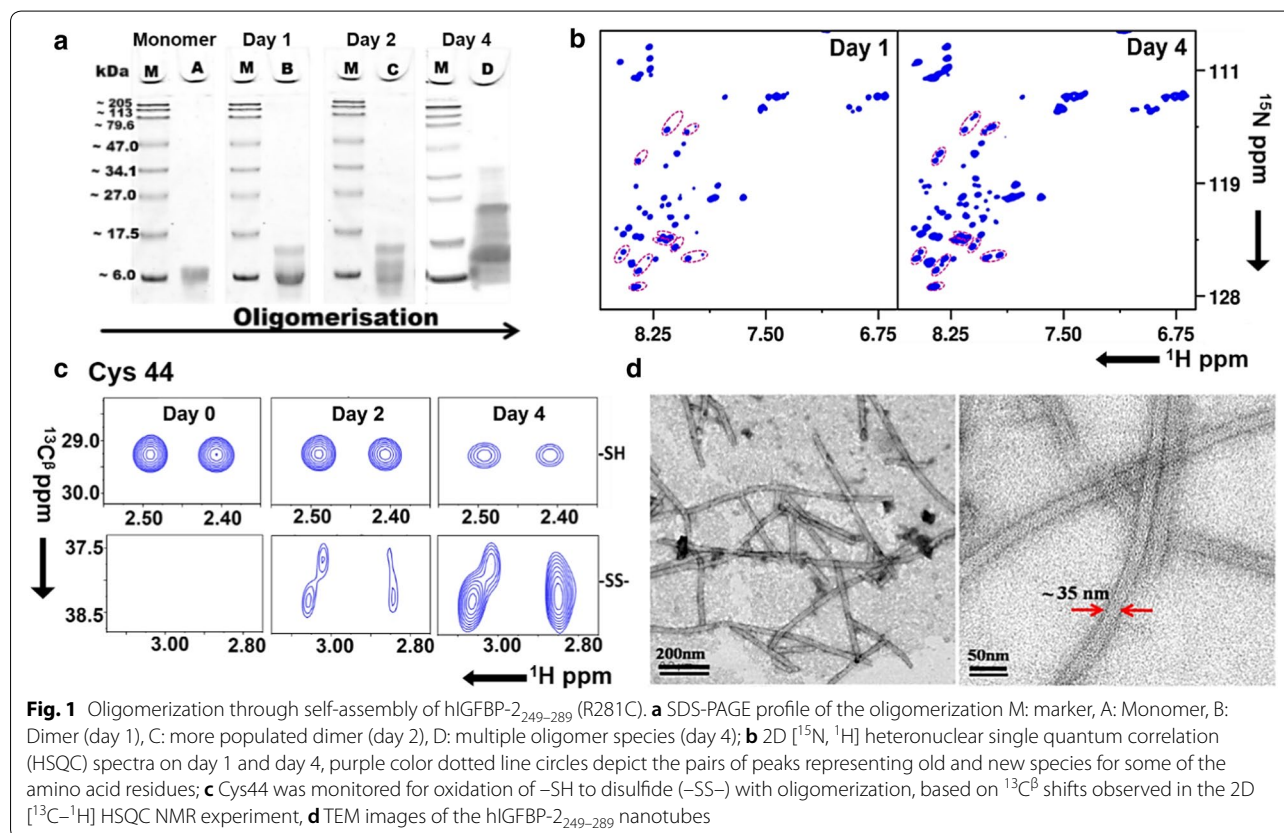 a
Monomer Day 1 Day 2 Day 4
kDa M A M B M C M D
~ 205
~ 113
~ 79.6
~ 47.0
~ 34.1
~ 27.0
~ 17.5
~ 6.0
Oligomerisation
b
Day 1 Day 4
111
119
128
¹⁵N ppm
8.25 7.50 6.75 8.25 7.50 6.75
¹H ppm
c Cys 44
Day 0 Day 2 Day 4
29.0
30.0
-SH
2.50 2.40 2.50 2.40 2.50 2.40
¹³Cᵝ ppm
37.5
38.5
-SS-
3.00 3.00 3.00 2.80
¹H ppm
d
200nm
~ 35 nm
50nm
Fig. 1 Oligomerization through self-assembly of hIGFBP-2₂₄₉₋₂₈₉ (R281C). a SDS-PAGE profile of the oligomerization M: marker, A: Monomer, B:
Dimer (day 1), C: more populated dimer (day 2), D: multiple oligomer species (day 4); b 2D [¹⁵N, ¹H] heteronuclear single quantum correlation
(HSQC) spectra on day 1 and day 4, purple color dotted line circles depict the pairs of peaks representing old and new species for some of the
amino acid residues; c Cys44 was monitored for oxidation of –SH to disulfide (–SS–) with oligomerization, based on ¹³Cᵝ shifts observed in the 2D
[¹³C–¹H] HSQC NMR experiment, d TEM images of the hIGFBP-2₂₄₉₋₂₈₉ nanotubes